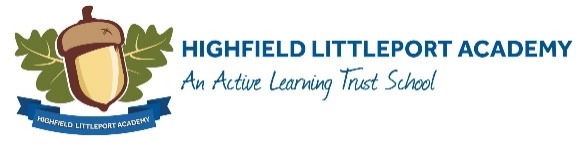 HIGHFIELD LITTLEPORT ACADEMY
An Active Learning Trust School
HIGHFIELD LITTLEPORT ACADEMY